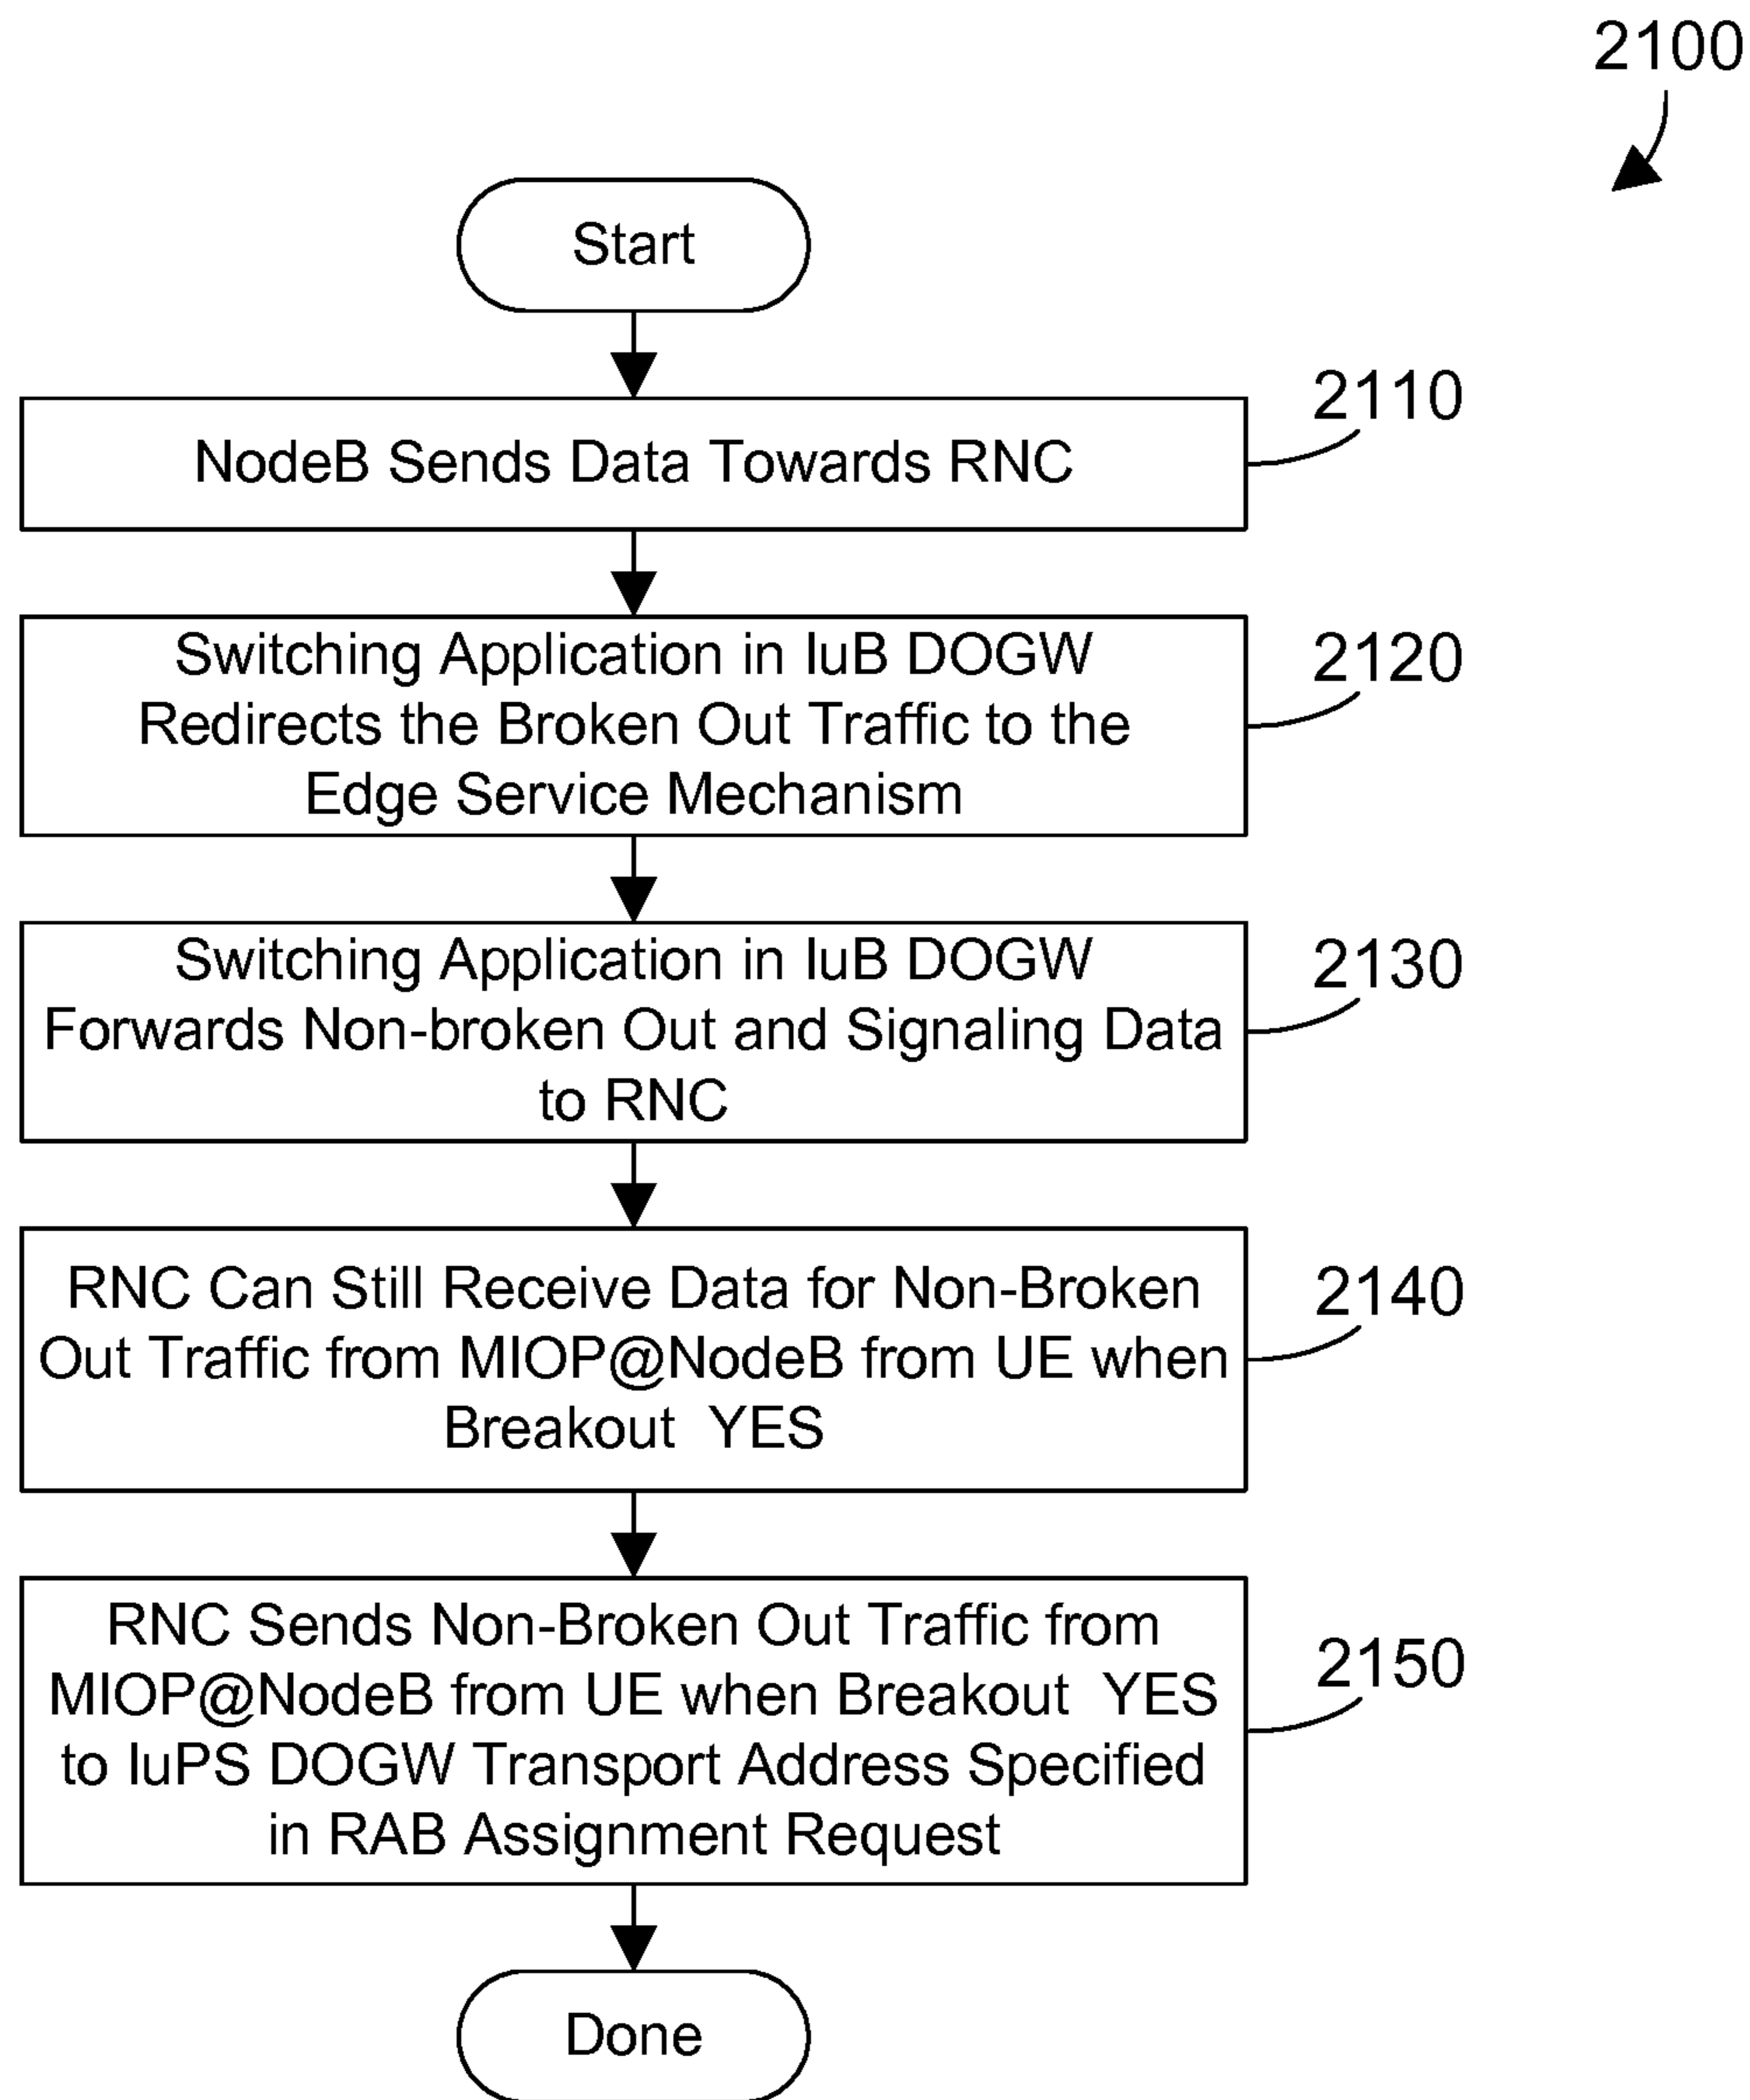 2100
Start
2110
NodeB Sends Data Towards RNC
2120
Switching Application in IuB DOGW
Redirects the Broken Out Traffic to the
Edge Service Mechanism
2130
Switching Application in IuB DOGW
Forwards Non-broken Out and Signaling Data
to RNC
2140
RNC Can Still Receive Data for Non-Broken
Out Traffic from MIOP@NodeB from UE when
Breakout  YES
2150
RNC Sends Non-Broken Out Traffic from
MIOP@NodeB from UE when Breakout  YES
to IuPS DOGW Transport Address Specified
in RAB Assignment Request
Done